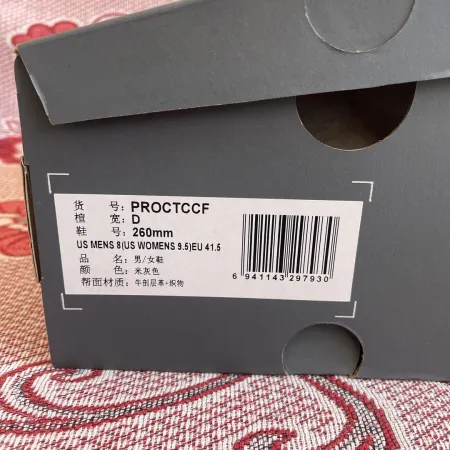 货 号: PROCTCCF
楦 宽: D
鞋 号: 260mm
US MENS 8(US WOMENS 9.5)EU 41.5
品 名: 男/女鞋
颜 色: 米灰色
帮面材质: 牛剖层革+织物
6 941143 297930